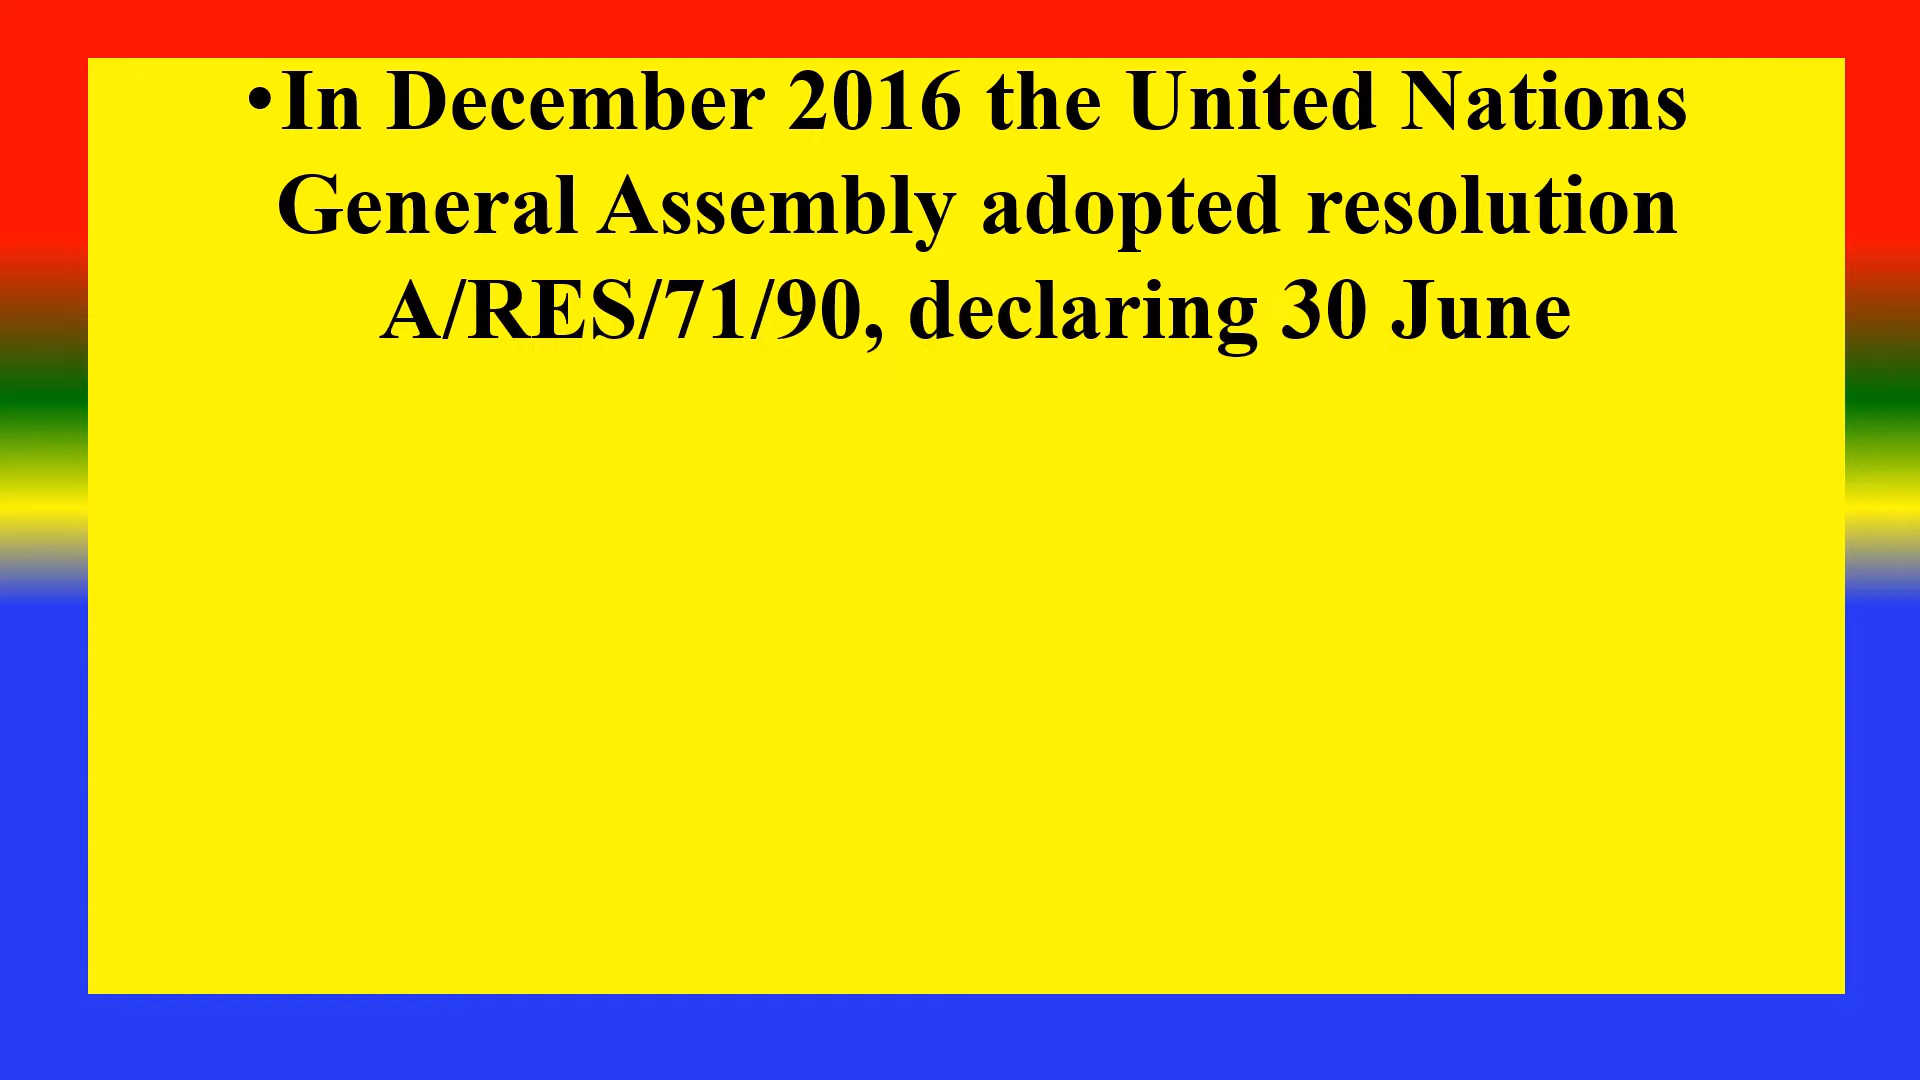 •In December 2016 the United Nations
General Assembly adopted resolution
A/RES/71/90, declaring 30 June